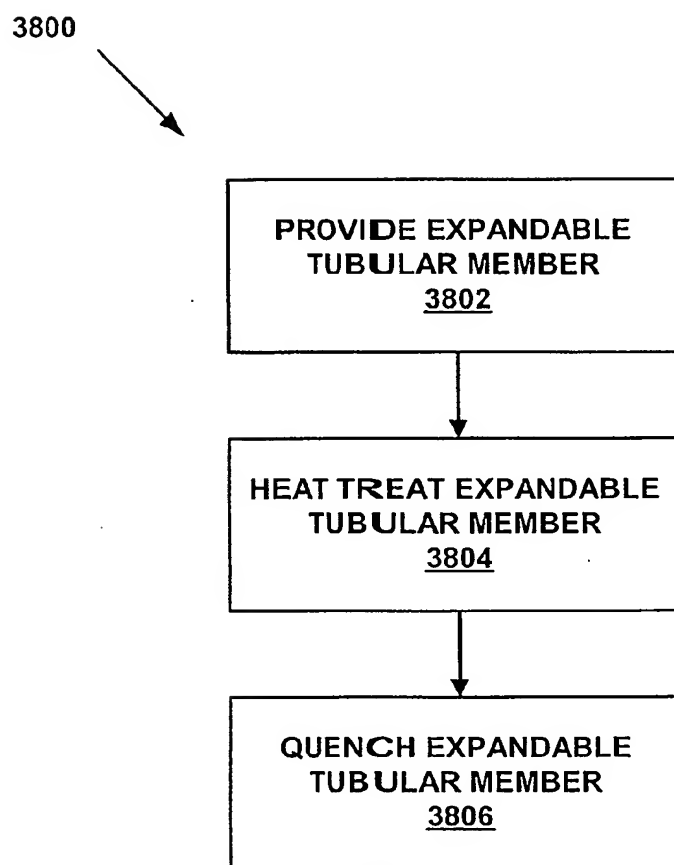 3800
PROVIDE EXPANDABLE
TUBULAR MEMBER
3802
HEAT TREAT EXPANDABLE
TUBULAR MEMBER
3804
QUENCH EXPANDABLE
TUBULAR MEMBER
3806